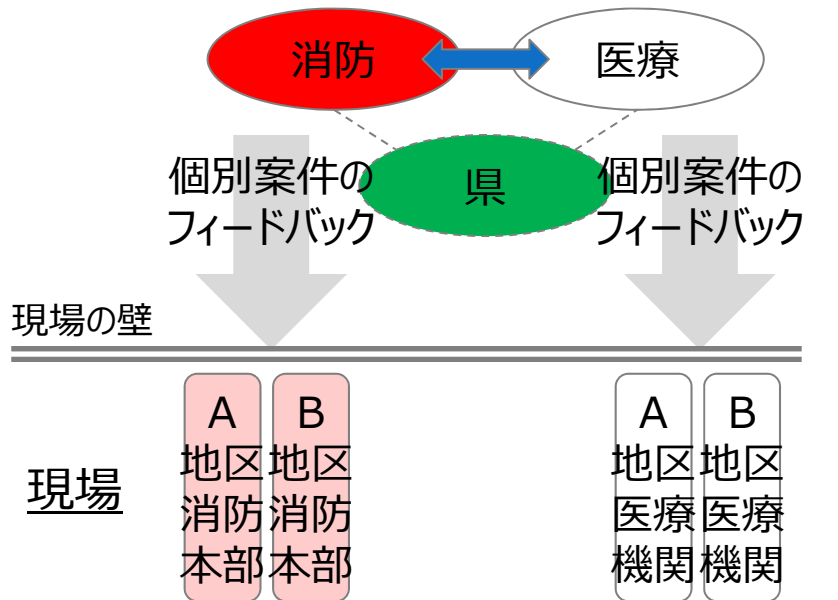 消防
医療
県
個別案件の
フィードバック
個別案件の
フィードバック
現場の壁
現場
A
地区
消防
本部
B
地区
消防
本部
A
地区
医療
機関
B
地区
医療
機関